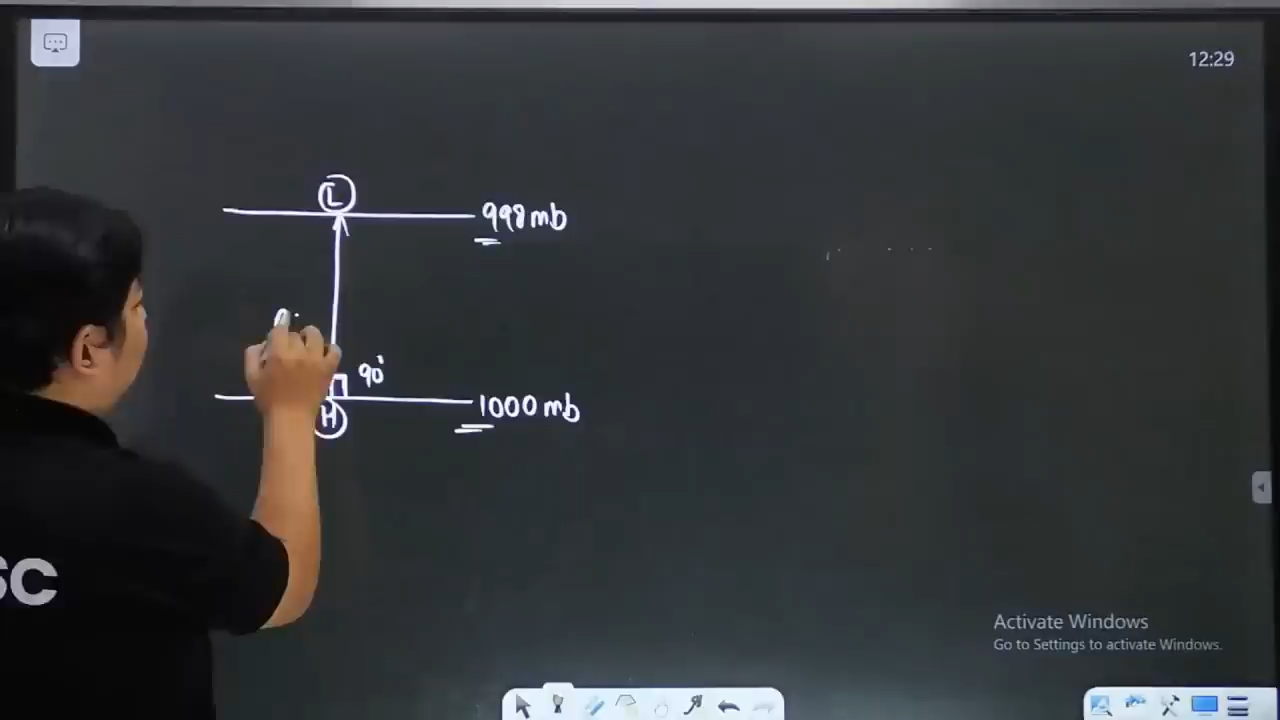 12:29
L
998 mb
90°
1000 mb
H
SC
Activate Windows
Go to Settings to activate Windows.